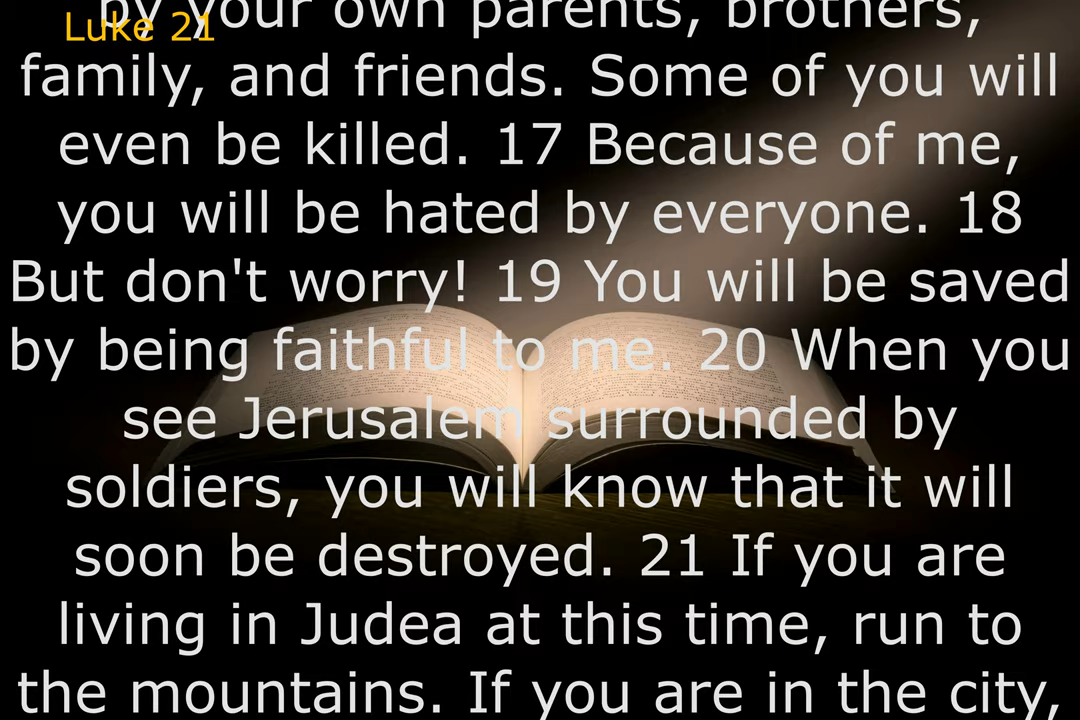 Luke 21
by your own parents, brothers,
family, and friends. Some of you will
even be killed. 17 Because of me,
you will be hated by everyone. 18
But don't worry! 19 You will be saved
by being faithful to me. 20 When you
see Jerusalem surrounded by
soldiers, you will know that it will
soon be destroyed. 21 If you are
living in Judea at this time, run to
the mountains. If you are in the city,